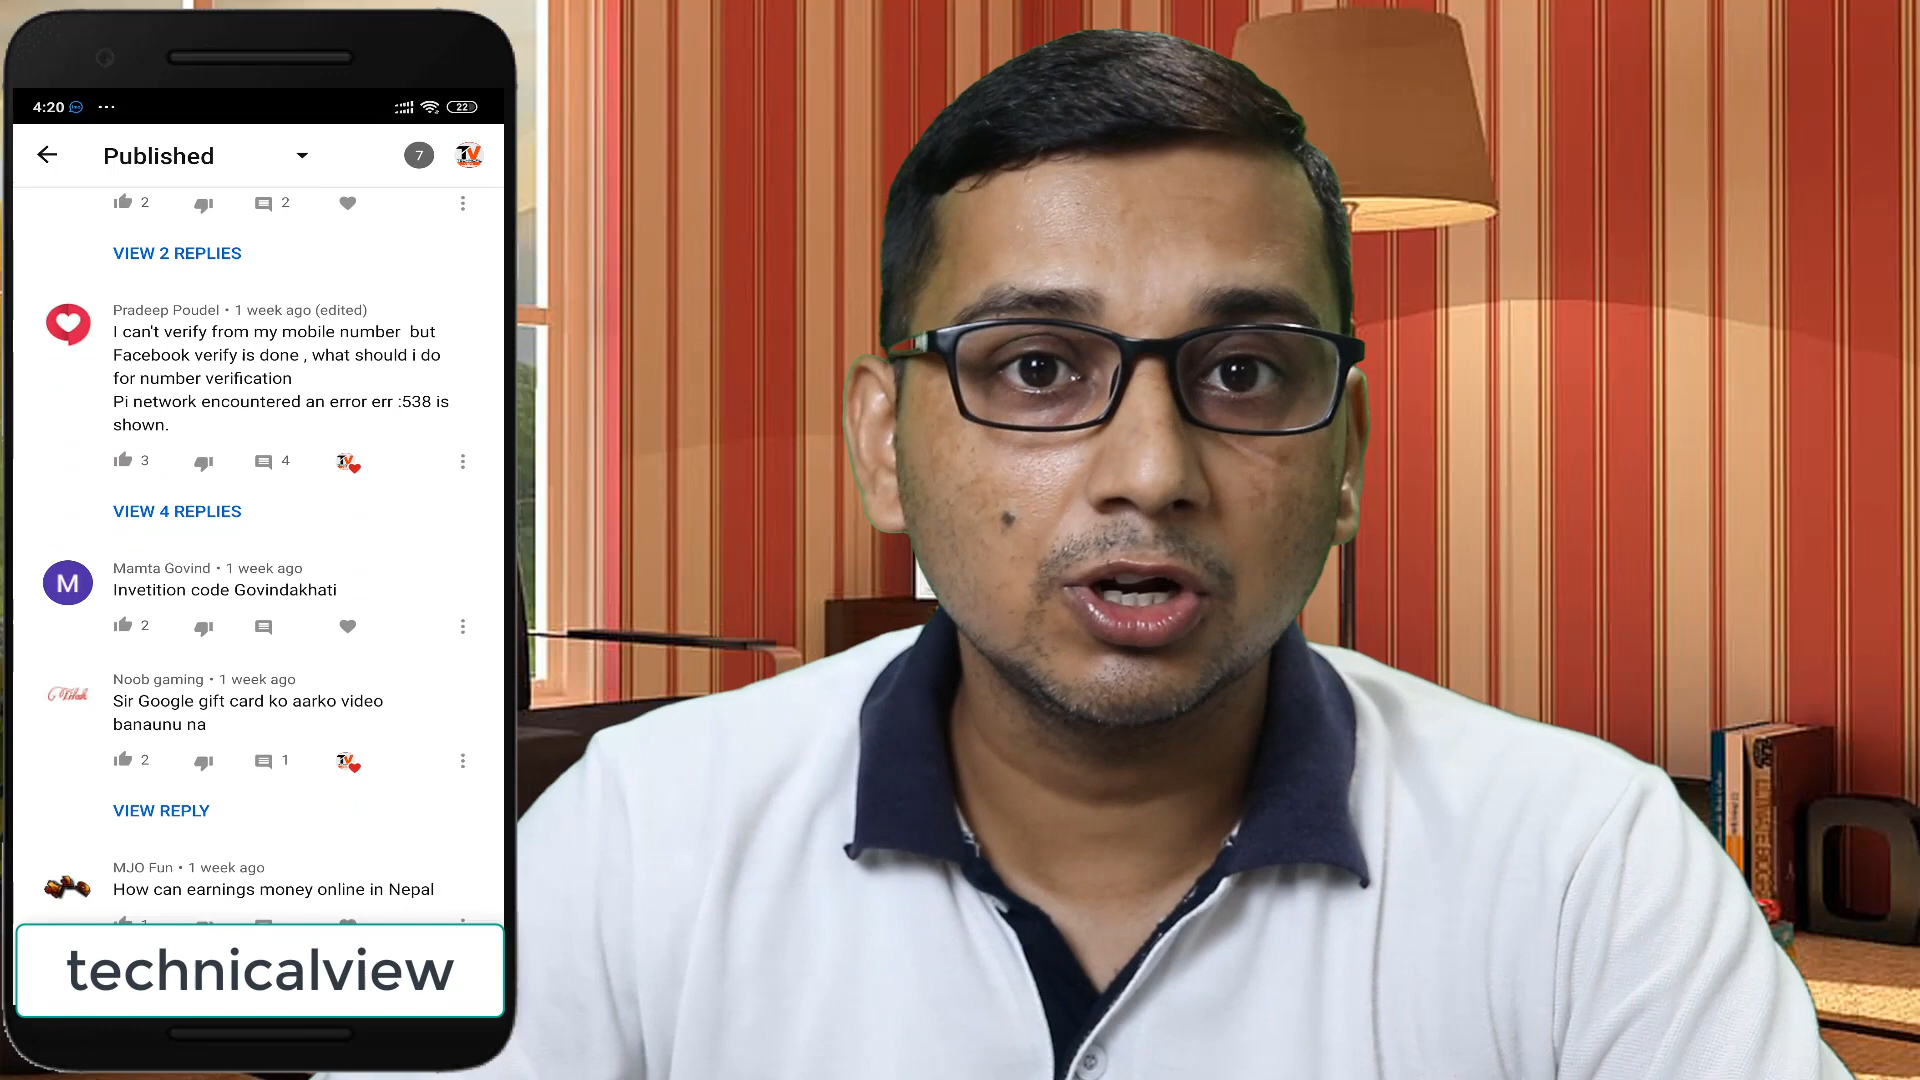 4:20 ... 22
Published 7 TV
2 2
VIEW 2 REPLIES
Pradeep Poudel • 1 week ago (edited)
I can't verify from my mobile number but
Facebook verify is done , what should i do
for number verification
Pi network encountered an error err :538 is
shown.
3 4 TV
VIEW 4 REPLIES
M
Mamta Govind • 1 week ago
Invetition code Govindakhati
2
Noob gaming • 1 week ago
Sir Google gift card ko aarko video
banaunu na
2 1 TV
VIEW REPLY
MJO Fun • 1 week ago
How can earnings money online in Nepal
technicalview